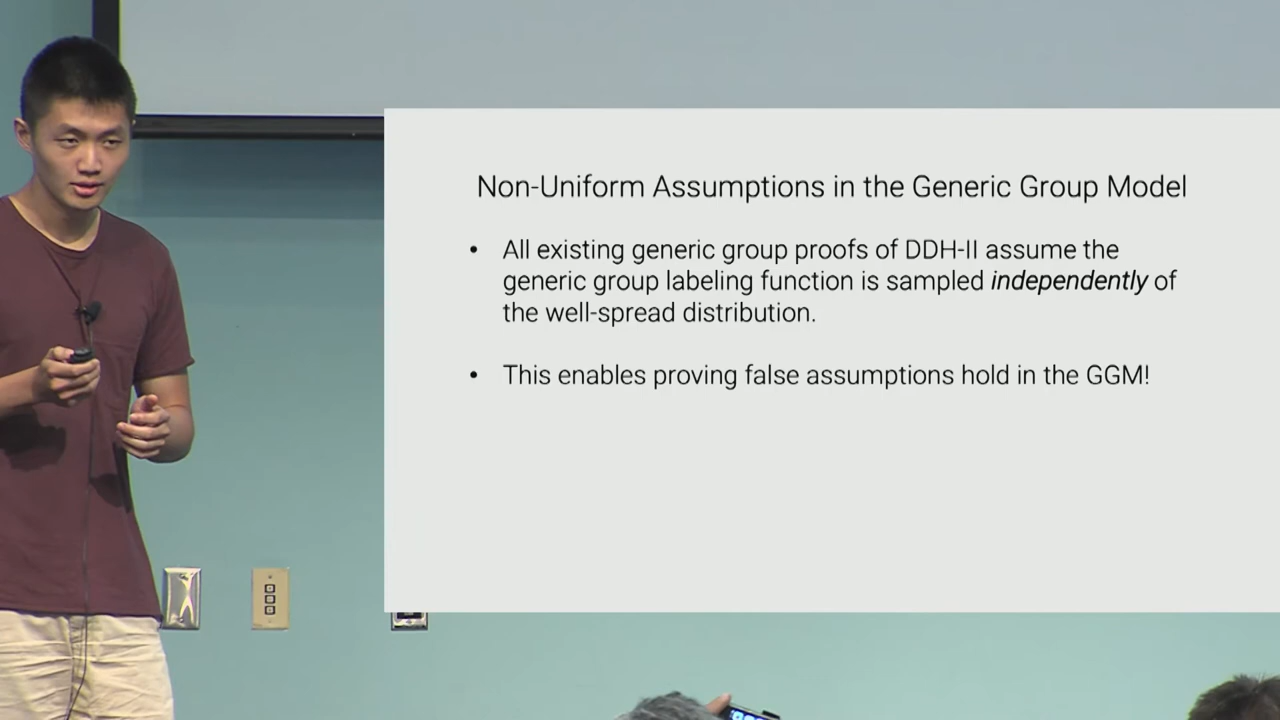 Non-Uniform Assumptions in the Generic Group Model
• All existing generic group proofs of DDH-II assume the
generic group labeling function is sampled independently of
the well-spread distribution.
• This enables proving false assumptions hold in the GGM!